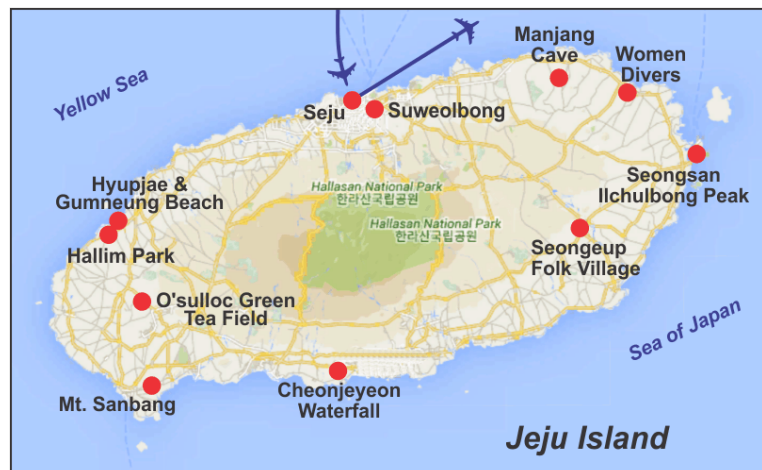 Manjang
Cave
Women
Divers
Yellow Sea
Seju
Suweolbong
Seongsan
Ilchulbong Peak
Hyupjae &
Gumneung Beach
Hallasan National Park
한라산국립공원
Hallasan National Park
한라산국립공원
Hallim Park
Seongeup
Folk Village
O'sulloc Green
Tea Field
Sea of Japan
Mt. Sanbang
Cheonjeyeon
Waterfall
Jeju Island